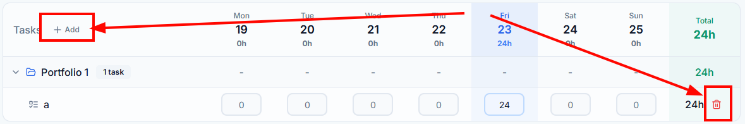 Tasks + Add Mon Tue Wed Thu Fri Sat Sun Total
19 20 21 22 23 24 25 24h
0h 0h 0h 0h 24h 0h 0h
Portfolio 1 1 task - - - - - - - 24h
a 0 0 0 0 24 0 0 24h